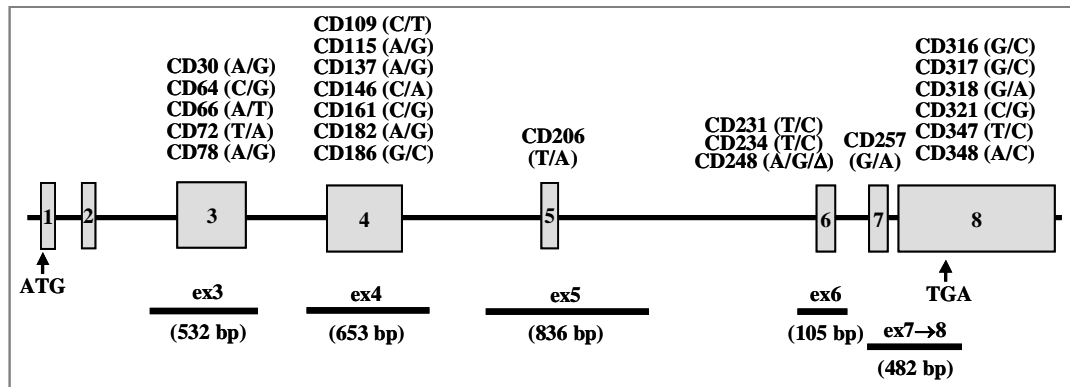 CD30 (A/G)
CD64 (C/G)
CD66 (A/T)
CD72 (T/A)
CD78 (A/G)
CD109 (C/T)
CD115 (A/G)
CD137 (A/G)
CD146 (C/A)
CD161 (C/G)
CD182 (A/G)
CD186 (G/C)
CD206
(T/A)
CD231 (T/C)
CD234 (T/C)
CD248 (A/G/Δ)
CD257
(G/A)
CD316 (G/C)
CD317 (G/C)
CD318 (G/A)
CD321 (C/G)
CD347 (T/C)
CD348 (A/C)
1 2 3 4 5 6 7 8
ATG
TGA
ex3
(532 bp)
ex4
(653 bp)
ex5
(836 bp)
ex6
(105 bp)
ex7→8
(482 bp)